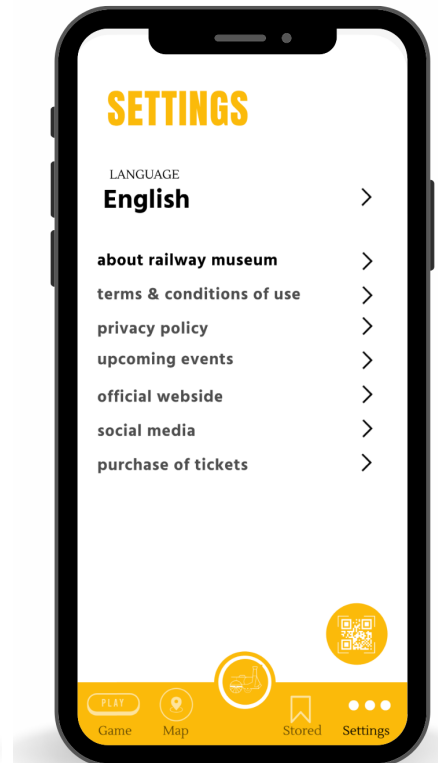 SETTINGS
LANGUAGE
English
about railway museum
terms & conditions of use
privacy policy
upcoming events
official webside
social media
purchase of tickets
PLAY
Game Map Stored Settings